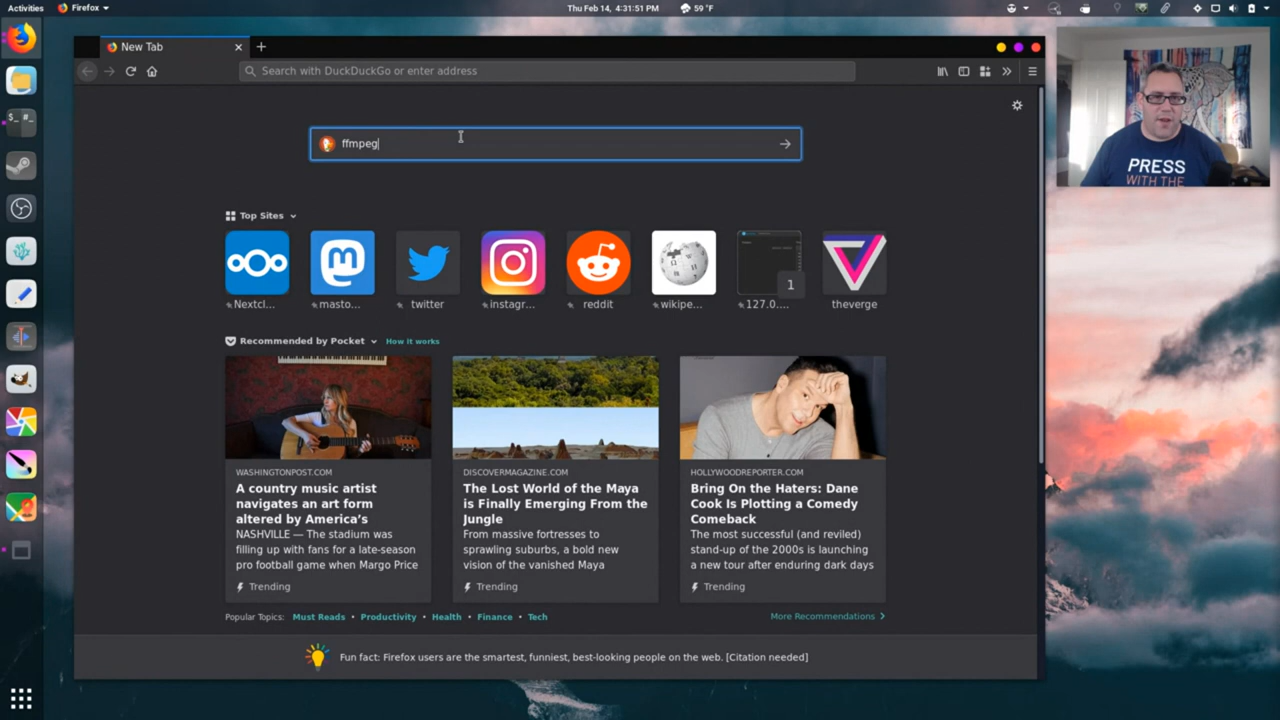 Activities
Firefox
Thu Feb 14, 4:31:51 PM
59 °F
New Tab
Search with DuckDuckGo or enter address
ffmpeg
Top Sites
Nextcl...
masto...
twitter
instagr...
reddit
wikipe...
1
127.0....
theverge
Recommended by Pocket
How it works
WASHINGTONPOST.COM
A country music artist
navigates an art form
altered by America's
NASHVILLE — The stadium was
filling up with fans for a late-season
pro football game when Margo Price
Trending
DISCOVERMAGAZINE.COM
The Lost World of the Maya
is Finally Emerging From the
Jungle
From massive fortresses to
sprawling suburbs, a bold new
vision of the vanished Maya
Trending
HOLLYWOODREPORTER.COM
Bring On the Haters: Dane
Cook Is Plotting a Comedy
Comeback
The most successful (and reviled)
stand-up of the 2000s is launching
a new tour after enduring dark days
Trending
Popular Topics: Must Reads • Productivity • Health • Finance • Tech
More Recommendations
Fun fact: Firefox users are the smartest, funniest, best-looking people on the web. [Citation needed]
PRESS
WITH THE